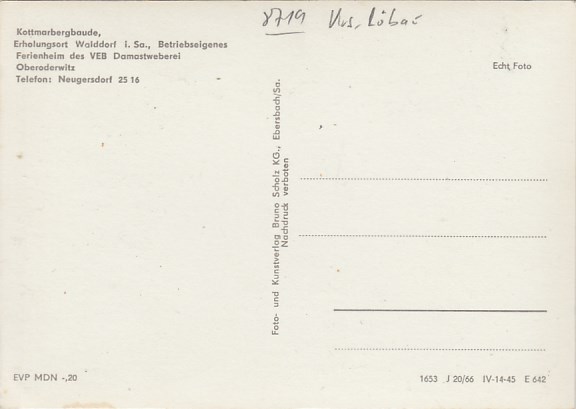 8719 Krs. Löbau
Kottmarbergbaude,
Erholungsort Walddorf i. Sa., Betriebseigenes
Ferienheim des VEB Damastweberei
Oberoderwitz
Telefon: Neugersdorf 25 16
Echt Foto
Foto- und Kunstverlag Bruno Scholz KG., Ebersbach/Sa.
Nachdruck verboten
EVP MDN -,20
1653 J 20/66 IV-14-45 E 642